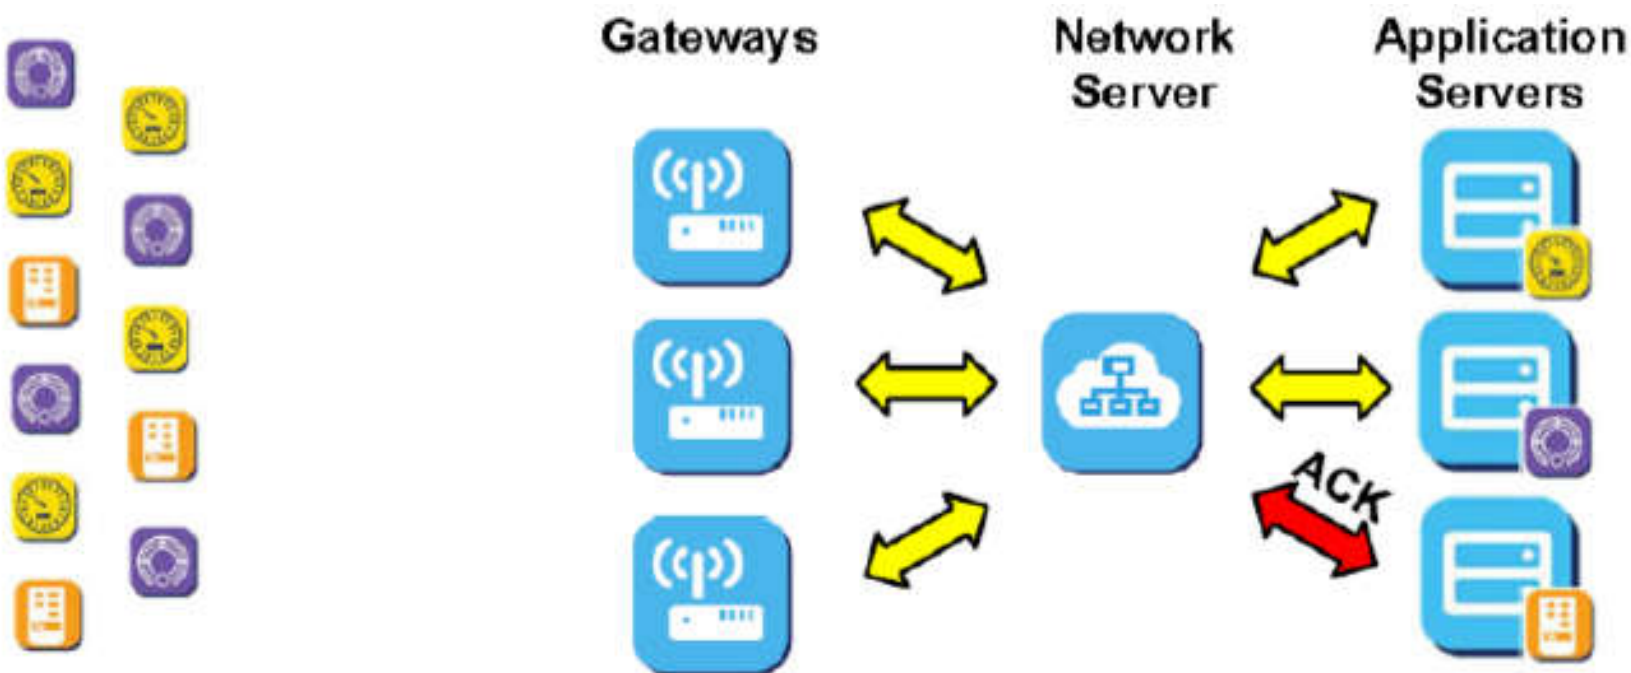 Gateways
Network
Server
Application
Servers
ACK